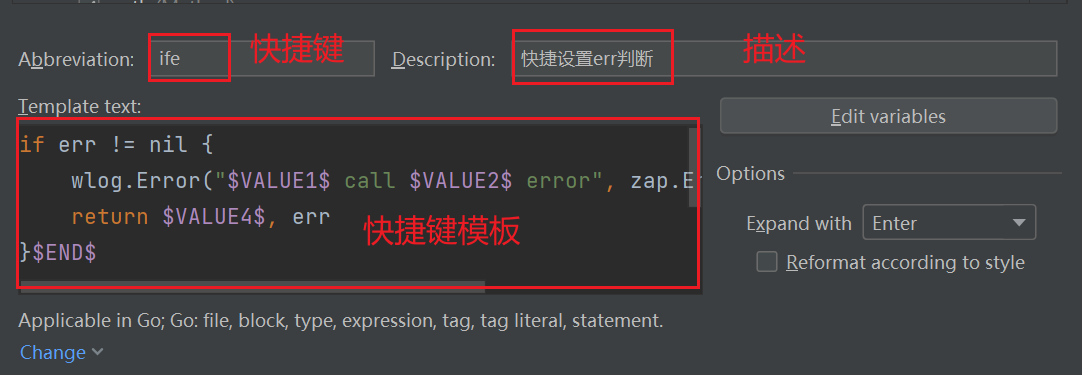 Abbreviation: ife 快捷键 Description: 快捷设置err判断 描述
Template text:
Edit variables
if err != nil {
wlog.Error("$VALUE1$ call $VALUE2$ error", zap.Er
return $VALUE4$, err
}$END$
快捷键模板
Options
Expand with Enter
Reformat according to style
Applicable in Go; Go: file, block, type, expression, tag, tag literal, statement.
Change